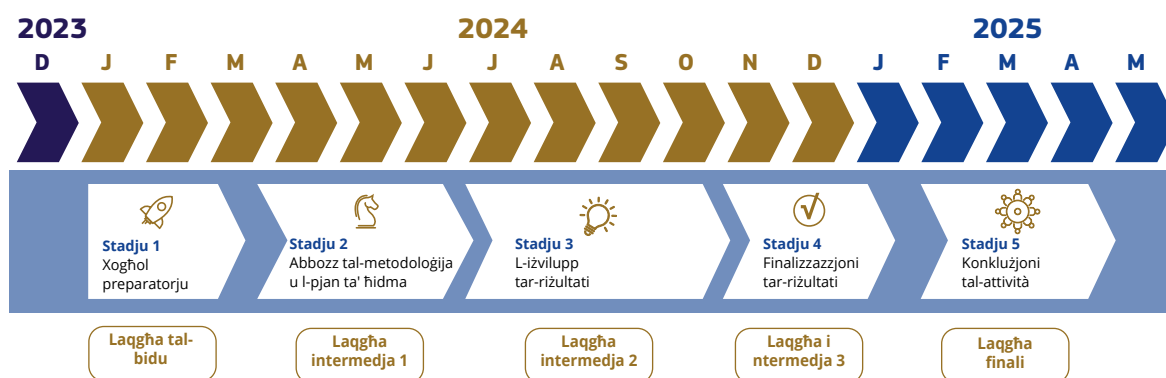 2023 2024 2025
D J F M A M J J A S O N D J F M A M
Stadju 1
Xogħol
preparatorju
Stadju 2
Abbozz tal-metodoloġija
u l-pjan ta' ħidma
Stadju 3
L-iżvilupp
tar-riżultati
Stadju 4
Finalizzazzjoni
tar-riżultati
Stadju 5
Konklużjoni
tal-attività
Laqgħa tal-
bidu
Laqgħa
intermedja 1
Laqgħa
intermedja 2
Laqgħa i
ntermedja 3
Laqgħa
finali